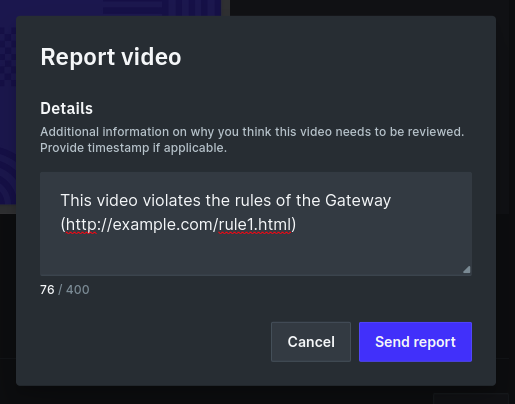 Report video
Details
Additional information on why you think this video needs to be reviewed.
Provide timestamp if applicable.
This video violates the rules of the Gateway
(http://example.com/rule1.html)
76 / 400
Cancel
Send report